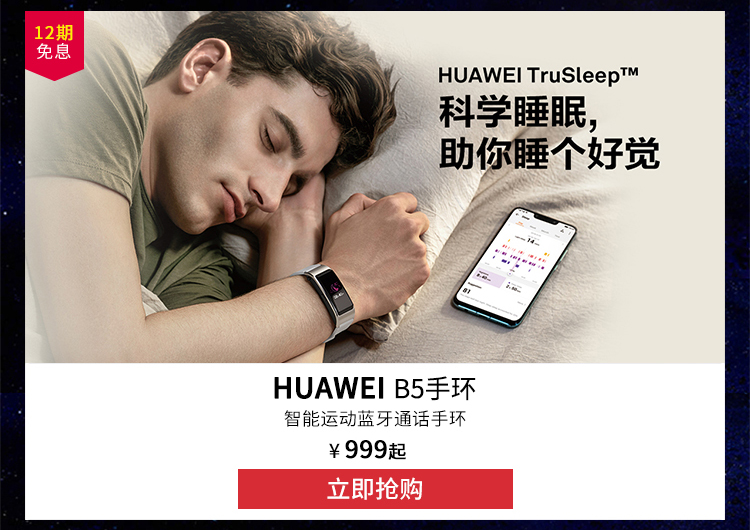 12期
免息
HUAWEI TruSleep™
科学睡眠，
助你睡个好觉
14
81
HUAWEI B5手环
智能运动蓝牙通话手环
¥ 999起
立即抢购